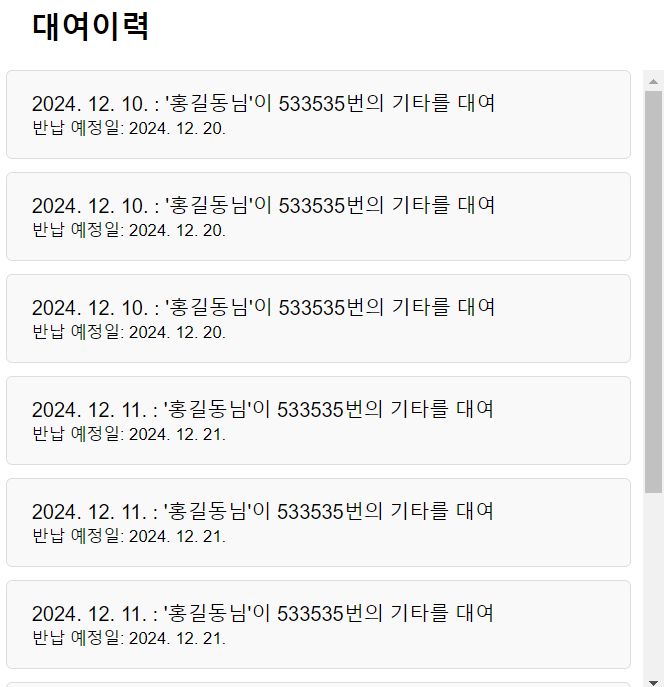 대여이력
2024. 12. 10. : '홍길동님'이 533535번의 기타를 대여
반납 예정일: 2024. 12. 20.
2024. 12. 10. : '홍길동님'이 533535번의 기타를 대여
반납 예정일: 2024. 12. 20.
2024. 12. 10. : '홍길동님'이 533535번의 기타를 대여
반납 예정일: 2024. 12. 20.
2024. 12. 11. : '홍길동님'이 533535번의 기타를 대여
반납 예정일: 2024. 12. 21.
2024. 12. 11. : '홍길동님'이 533535번의 기타를 대여
반납 예정일: 2024. 12. 21.
2024. 12. 11. : '홍길동님'이 533535번의 기타를 대여
반납 예정일: 2024. 12. 21.